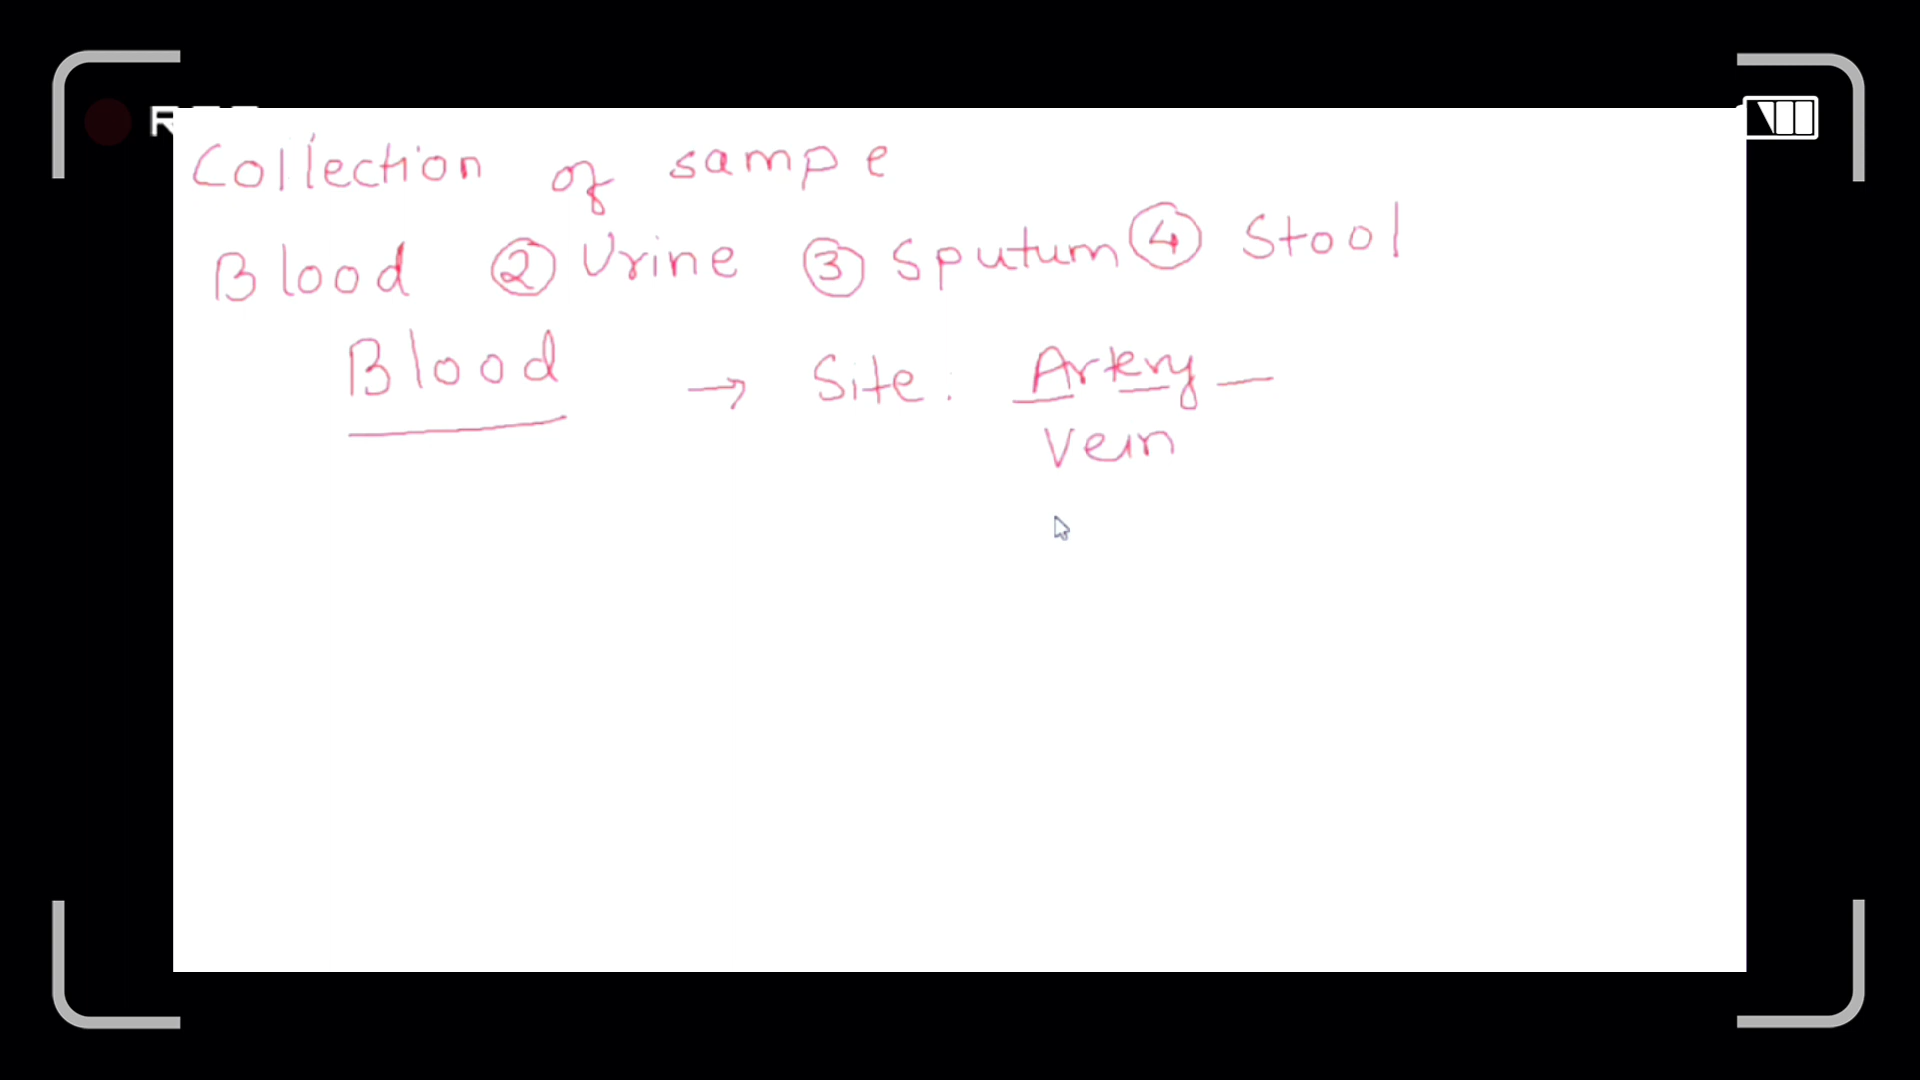 Collection of sampe
Blood ② Urine ③ Sputum ④ Stool
Blood → Site: Artery —
Vein